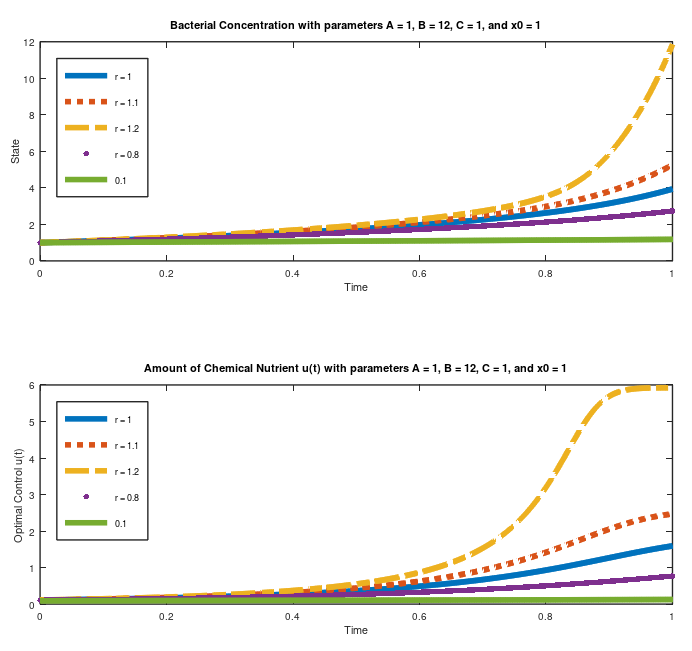 Bacterial Concentration with parameters A = 1, B = 12, C = 1, and x0 = 1
12
10
8
6
4
2
0
State
r = 1
r = 1.1
r = 1.2
r = 0.8
0.1
0 0.2 0.4 0.6 0.8 1
Time
Amount of Chemical Nutrient u(t) with parameters A = 1, B = 12, C = 1, and x0 = 1
6
5
4
3
2
1
0
Optimal Control u(t)
r = 1
r = 1.1
r = 1.2
r = 0.8
0.1
0 0.2 0.4 0.6 0.8 1
Time